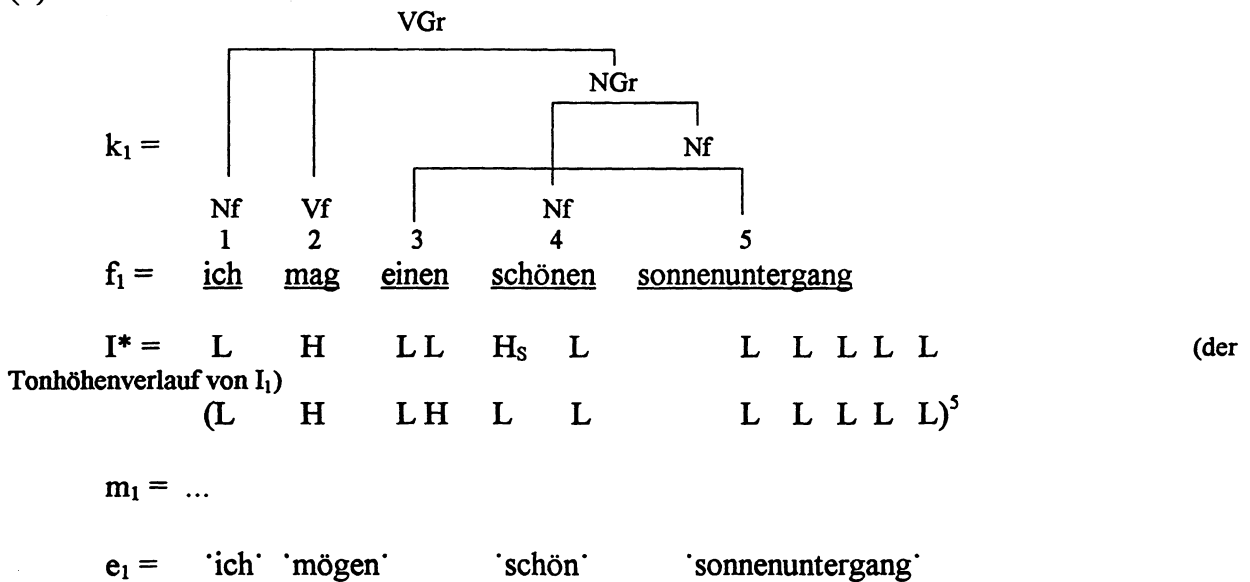 VGr
NGr
k₁ = Nf
Nf Vf Nf
1 2 3 4 5
f₁ = ich mag einen schönen sonnenuntergang
I* = L H L L H_S L L L L L L (der
Tonhöhenverlauf von I₁)
(L H L H L L L L L L L)⁵
m₁ = ...
e₁ = ˙ich˙ ˙mögen˙ ˙schön˙ ˙sonnenuntergang˙